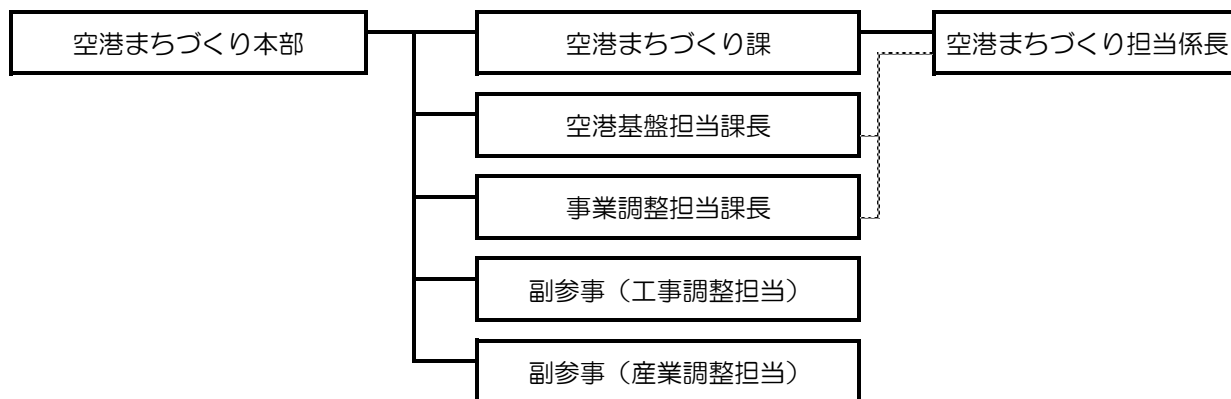 空港まちづくり本部
空港まちづくり課
空港まちづくり担当係長
空港基盤担当課長
事業調整担当課長
副参事（工事調整担当）
副参事（産業調整担当）